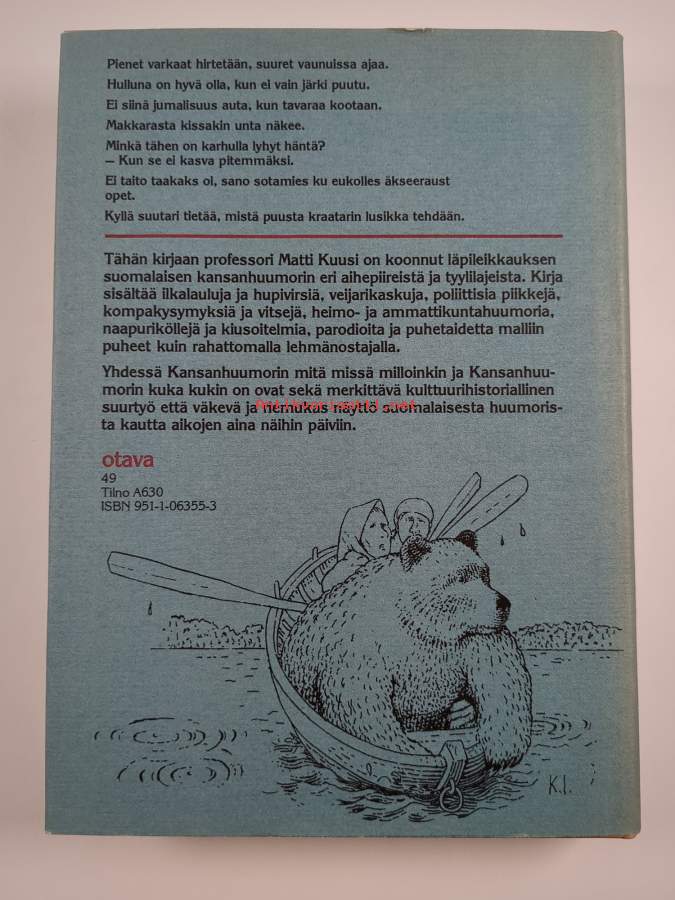 Pienet varkaat hirtetään, suuret vaunuissa ajaa.
Hulluna on hyvä olla, kun ei vain järki puutu.
Ei siinä jumalisuus auta, kun tavaraa kootaan.
Makkarasta kissakin unta näkee.
Minkä tähen on karhulla lyhyt häntä?
– Kun se ei kasva pitemmäksi.
Ei taito taakaks ol, sano sotamies ku eukolles äkseeraust
opet.
Kyllä suutari tietää, mistä puusta kraatarin lusikka tehdään.
Tähän kirjaan professori Matti Kuusi on koonnut läpileikkauksen
suomalaisen kansanhuumorin eri aihepiireistä ja tyylilajeista. Kirja
sisältää ilkalauluja ja hupivirsiä, veijarikaskuja, poliittisia piikkejä,
kompakysymyksiä ja vitsejä, heimo- ja ammattikuntahuumoria,
naapuriköllejä ja kiusoitelmia, parodioita ja puhetaidetta malliin
puheet kuin rahattomalla lehmänostajalla.
Yhdessä Kansanhuumorin mitä missä milloinkin ja Kansanhuu-
morin kuka kukin on ovat sekä merkittävä kulttuurihistoriallinen
suurtyö että väkevä ja riemukas näyttö suomalaisesta huumoris-
ta kautta aikojen aina näihin päiviin.
otava
49
Tilno A630
ISBN 951-1-06355-3
K.I.